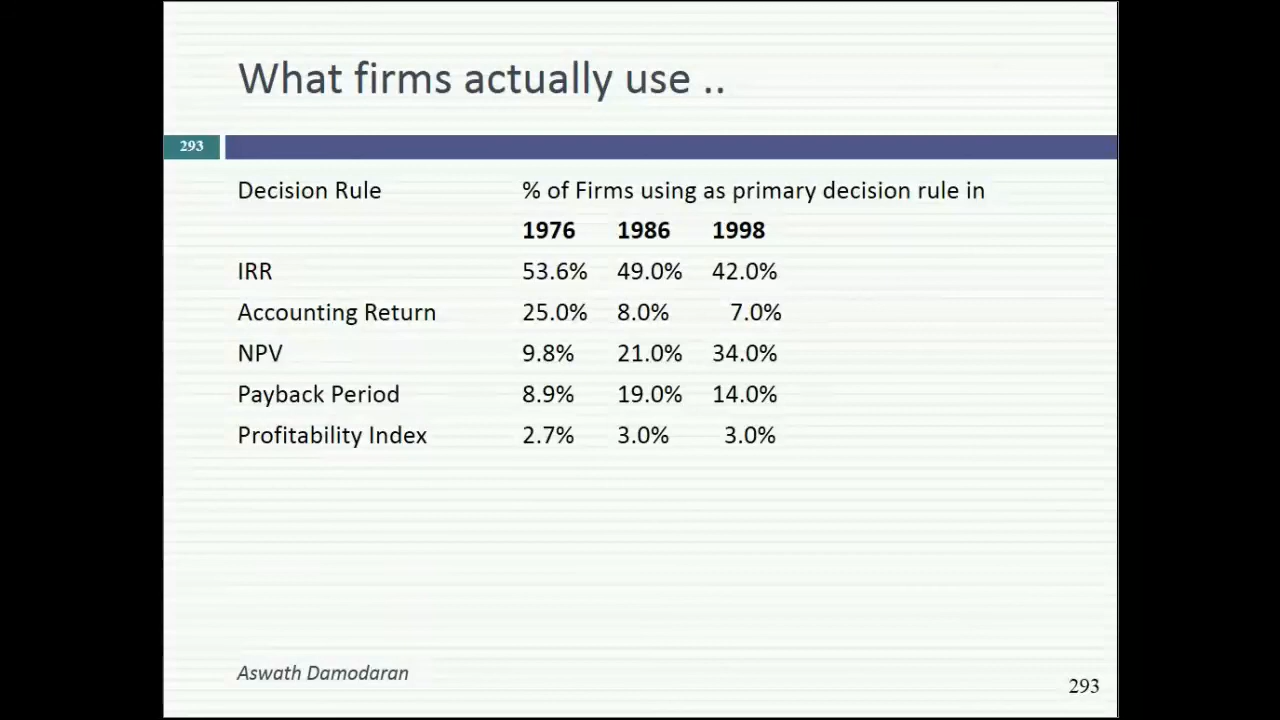 What firms actually use ..
293
Decision Rule % of Firms using as primary decision rule in
1976 1986 1998
IRR 53.6% 49.0% 42.0%
Accounting Return 25.0% 8.0% 7.0%
NPV 9.8% 21.0% 34.0%
Payback Period 8.9% 19.0% 14.0%
Profitability Index 2.7% 3.0% 3.0%
Aswath Damodaran
293